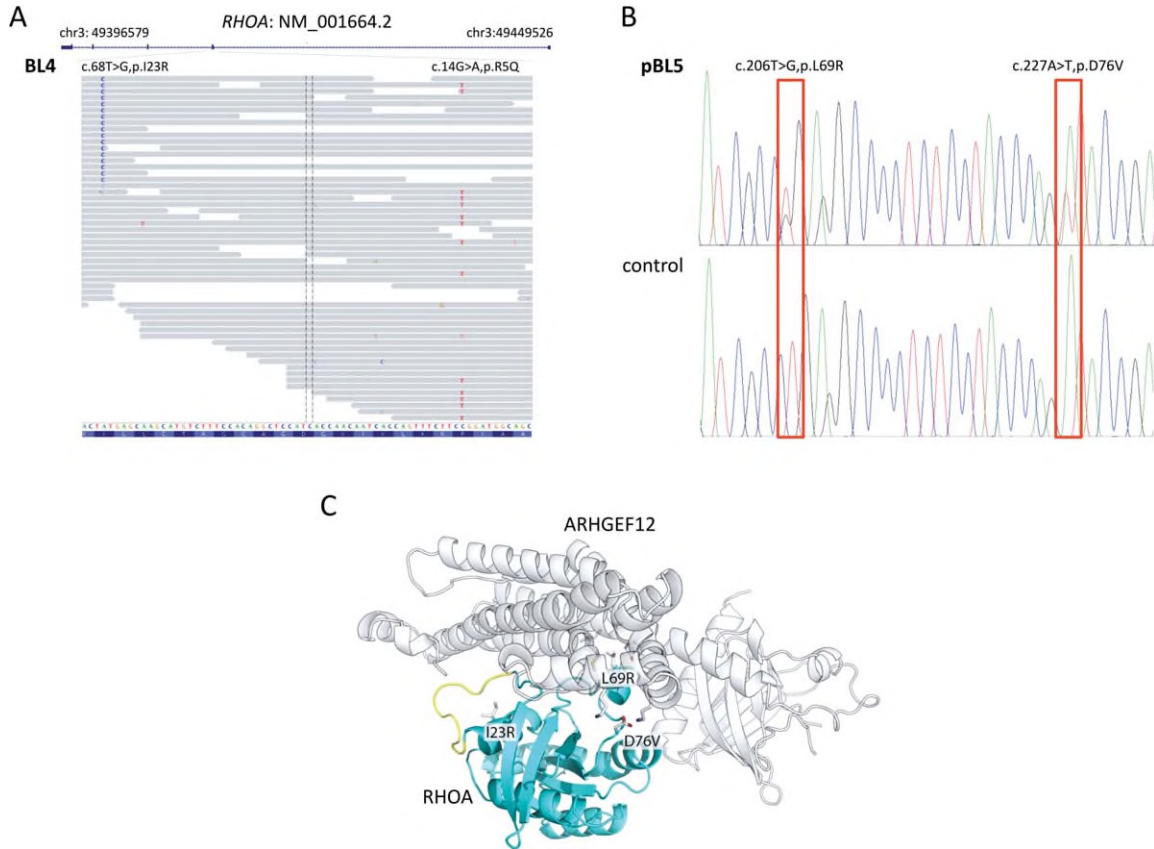 A
RHOA: NM_001664.2
chr3: 49396579
chr3:49449526
BL4
c.68T>G,p.I23R
c.14G>A,p.R5Q
ACTATGAGCAAGCATGTCTTTCCACAGGCTCCATCACCAACAATCACCAGTTTCTTCCGGATGGCAGC
B
pBL5
c.206T>G,p.L69R
c.227A>T,p.D76V
control
C
ARHGEF12
L69R
I23R
D76V
RHOA